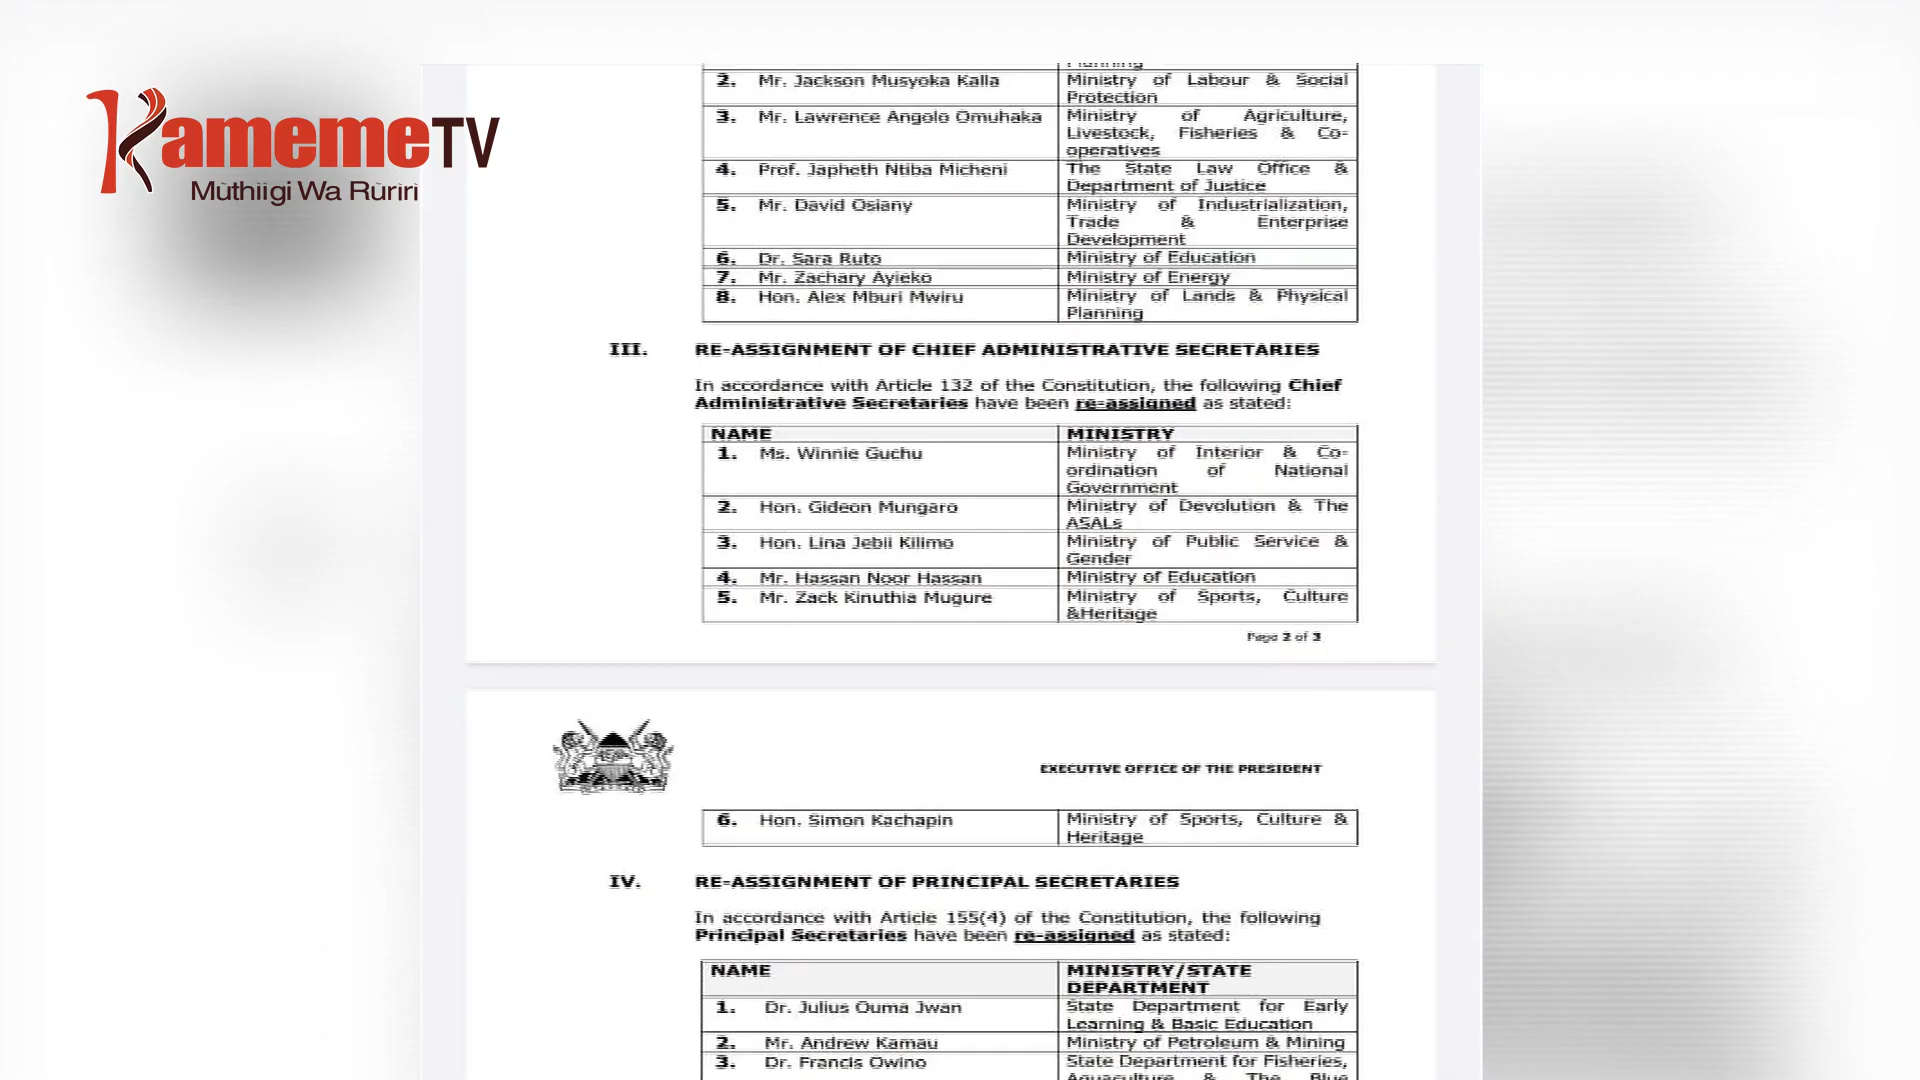 KamemeTV
Mũthiigi Wa Rũrĩrĩ
2. Mr. Jackson Musyoka Kalla
Ministry of Labour & Social
Protection
3. Mr. Lawrence Angolo Omuhaka
Ministry of Agriculture,
Livestock, Fisheries & Co-
operatives
4. Prof. Japheth Ntiba Micheni
The State Law Office &
Department of Justice
5. Mr. David Osiany
Ministry of Industrialization,
Trade & Enterprise
Development
6. Dr. Sara Ruto
Ministry of Education
7. Mr. Zachary Ayieko
Ministry of Energy
8. Hon. Alex Mburi Mwiru
Ministry of Lands & Physical
Planning
III. RE-ASSIGNMENT OF CHIEF ADMINISTRATIVE SECRETARIES
In accordance with Article 132 of the Constitution, the following Chief
Administrative Secretaries have been re-assigned as stated:
NAME
MINISTRY
1. Ms. Winnie Guchu
Ministry of Interior & Co-
ordination of National
Government
2. Hon. Gideon Mungaro
Ministry of Devolution & The
ASALs
3. Hon. Lina Jebii Kilimo
Ministry of Public Service &
Gender
4. Mr. Hassan Noor Hassan
Ministry of Education
5. Mr. Zack Kinuthia Mugure
Ministry of Sports, Culture
&Heritage
Page 2 of 3
EXECUTIVE OFFICE OF THE PRESIDENT
6. Hon. Simon Kachapin
Ministry of Sports, Culture &
Heritage
IV. RE-ASSIGNMENT OF PRINCIPAL SECRETARIES
In accordance with Article 155(4) of the Constitution, the following
Principal Secretaries have been re-assigned as stated:
NAME
MINISTRY/STATE
DEPARTMENT
1. Dr. Julius Ouma Jwan
State Department for Early
Learning & Basic Education
2. Mr. Andrew Kamau
Ministry of Petroleum & Mining
3. Dr. Francis Owino
State Department for Fisheries,
Aquaculture & The Blue